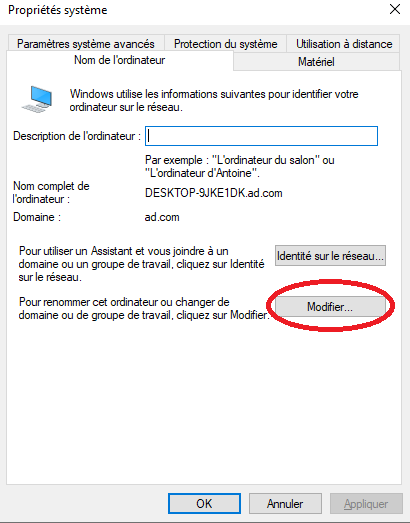 Propriétés système
Paramètres système avancés
Protection du système
Utilisation à distance
Nom de l'ordinateur
Matériel
Windows utilise les informations suivantes pour identifier votre
ordinateur sur le réseau.
Description de l'ordinateur :
Par exemple : "L'ordinateur du salon" ou
"L'ordinateur d'Antoine".
Nom complet de
l'ordinateur :
DESKTOP-9JKE1DK.ad.com
Domaine :
ad.com
Pour utiliser un Assistant et vous joindre à un
domaine ou un groupe de travail, cliquez sur Identité
sur le réseau.
Identité sur le réseau...
Pour renommer cet ordinateur ou changer de
domaine ou de groupe de travail, cliquez sur Modifier.
Modifier...
OK
Annuler
Appliquer